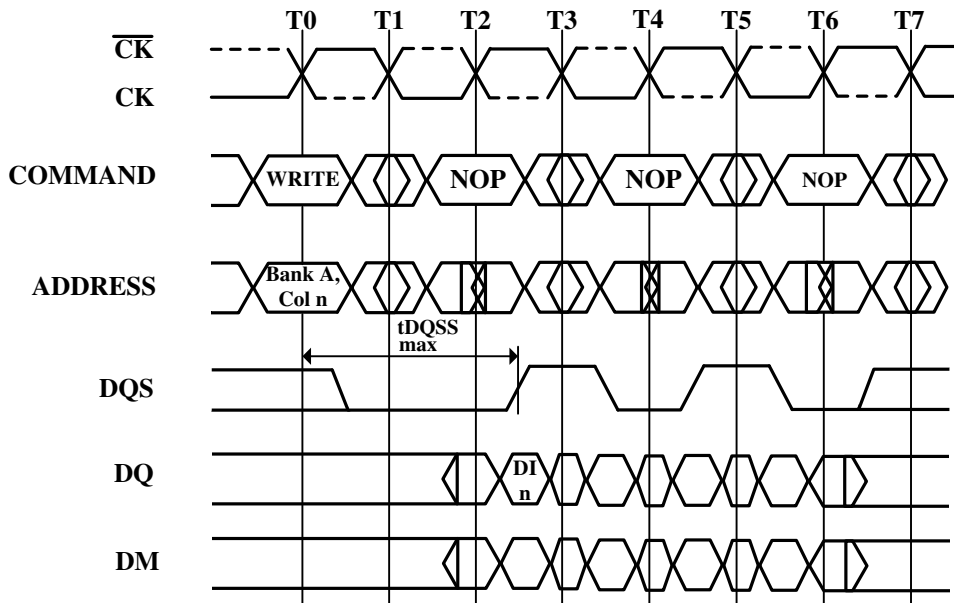 T0 T1 T2 T3 T4 T5 T6 T7
CK
CK
COMMAND
WRITE NOP NOP NOP
ADDRESS
Bank A,
Col n
tDQSS
max
DQS
DQ
DI
n
DM